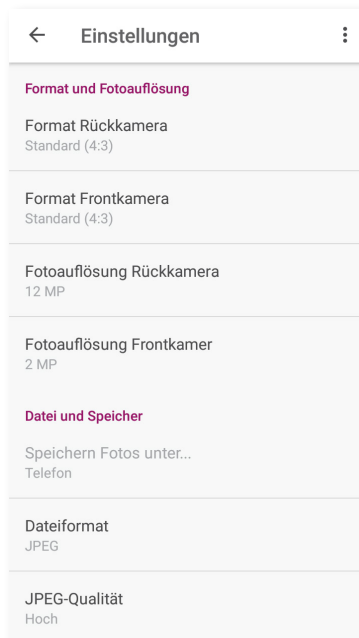 Einstellungen
Format und Fotoauflösung
Format Rückkamera
Standard (4:3)
Format Frontkamera
Standard (4:3)
Fotoauflösung Rückkamera
12 MP
Fotoauflösung Frontkamer
2 MP
Datei und Speicher
Speichern Fotos unter...
Telefon
Dateiformat
JPEG
JPEG-Qualität
Hoch